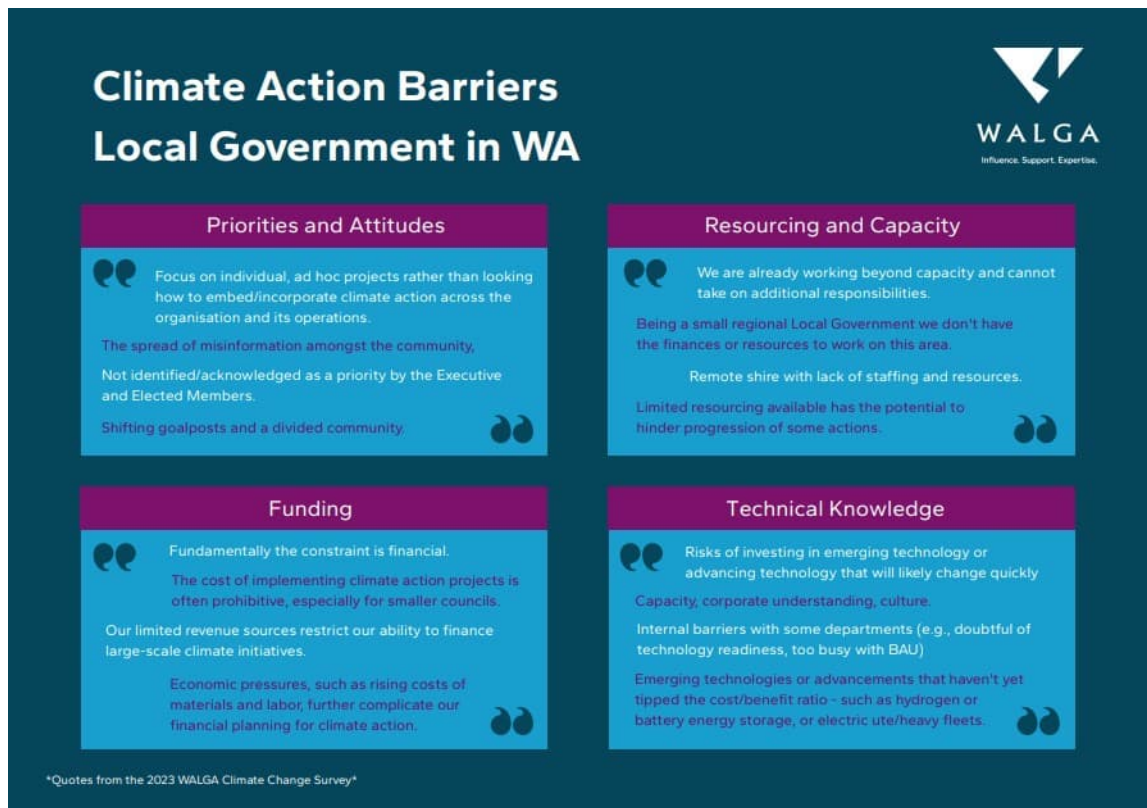 Climate Action Barriers
Local Government in WA
WALGA
Influence. Support. Expertise.
Priorities and Attitudes
Focus on individual, ad hoc projects rather than looking
how to embed/incorporate climate action across the
organisation and its operations.
The spread of misinformation amongst the community,
Not identified/acknowledged as a priority by the Executive
and Elected Members.
Shifting goalposts and a divided community.
Resourcing and Capacity
We are already working beyond capacity and cannot
take on additional responsibilities.
Being a small regional Local Government we don't have
the finances or resources to work on this area.
Remote shire with lack of staffing and resources.
Limited resourcing available has the potential to
hinder progression of some actions.
Funding
Fundamentally the constraint is financial.
The cost of implementing climate action projects is
often prohibitive, especially for smaller councils.
Our limited revenue sources restrict our ability to finance
large-scale climate initiatives.
Economic pressures, such as rising costs of
materials and labor, further complicate our
financial planning for climate action.
Technical Knowledge
Risks of investing in emerging technology or
advancing technology that will likely change quickly
Capacity, corporate understanding, culture.
Internal barriers with some departments (e.g., doubtful of
technology readiness, too busy with BAU)
Emerging technologies or advancements that haven't yet
tipped the cost/benefit ratio - such as hydrogen or
battery energy storage, or electric ute/heavy fleets.
*Quotes from the 2023 WALGA Climate Change Survey*